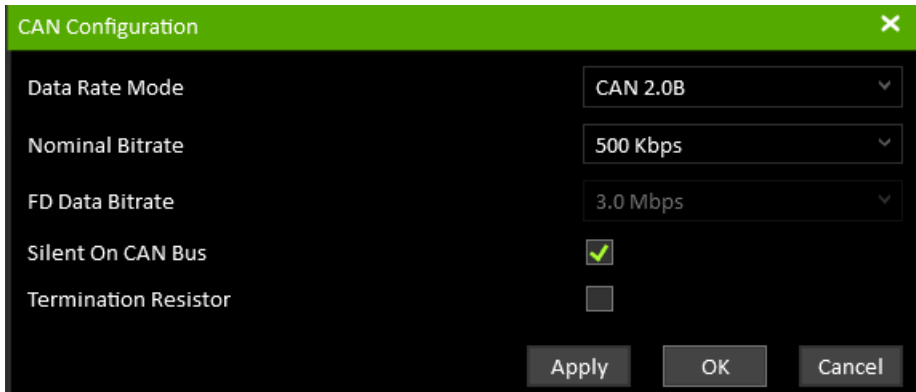 CAN Configuration
Data Rate Mode CAN 2.0B
Nominal Bitrate 500 Kbps
FD Data Bitrate 3.0 Mbps
Silent On CAN Bus
Termination Resistor
Apply OK Cancel